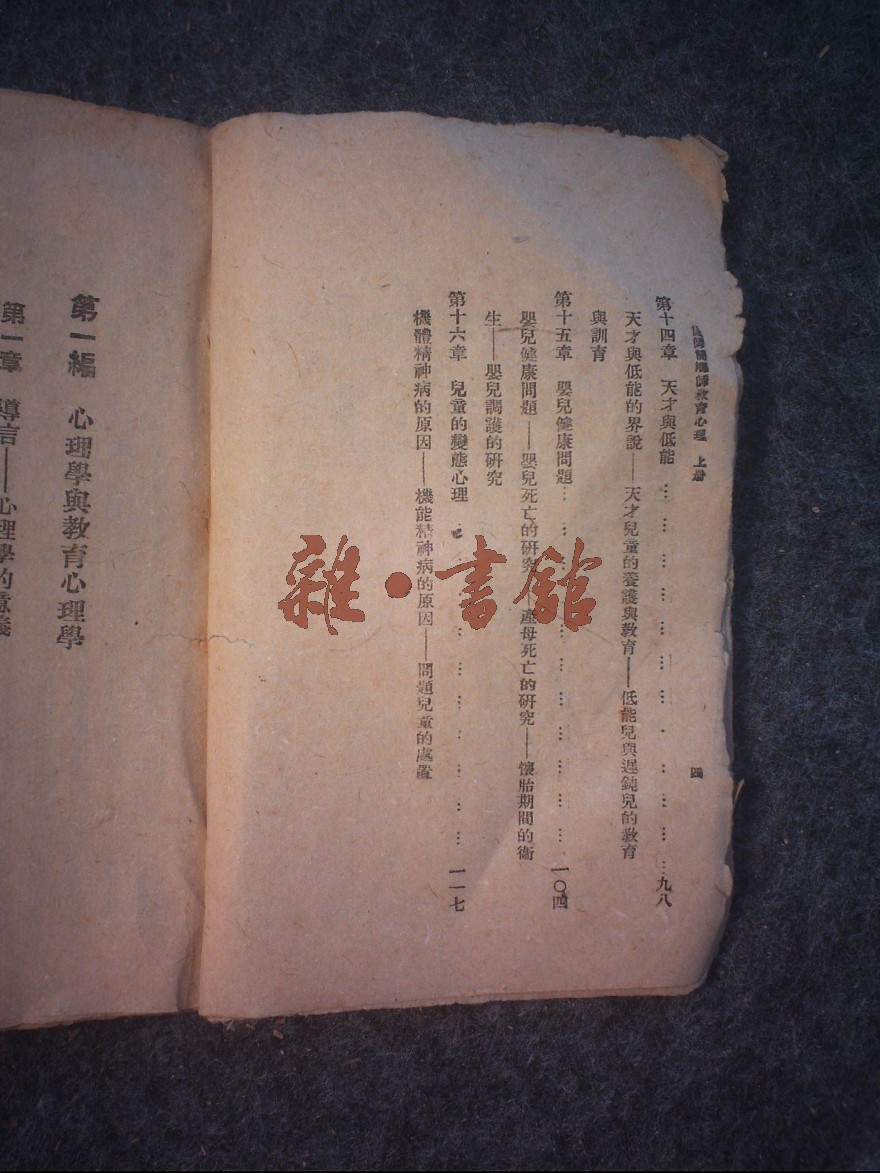 師簡鄉師教育心理 上册
四
第十四章 天才與低能 ………………………九八
天才與低能的界說——天才兒童的養護與教育——低能兒與遲鈍兒的教育
與訓育
第十五章 嬰兒健康問題………………………一〇四
嬰兒健康問題——嬰兒死亡的研究——產母死亡的研究——懷胎期間的衞
生——嬰兒調護的研究
第十六章 兒童的變態心理………………………一一七
機體精神病的原因——機能精神病的原因——問題兒童的處置
第一編 心理學與教育心理學
第一章 導言——心理學的意義
雜·書館